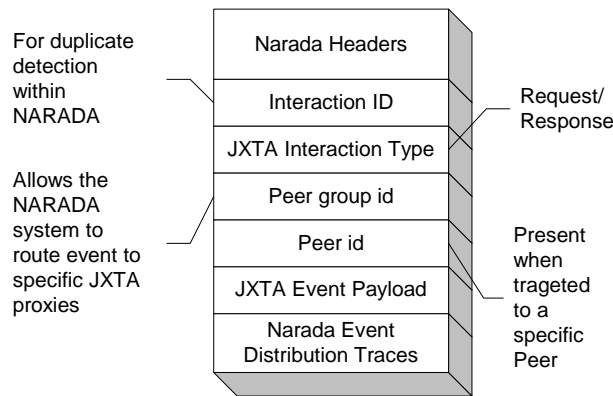 For duplicate
detection
within
NARADA
Allows the
NARADA
system to
route event to
specific JXTA
proxies
Narada Headers
Interaction ID
JXTA Interaction Type
Peer group id
Peer id
JXTA Event Payload
Narada Event
Distribution Traces
Request/
Response
Present
when
trageted
to a
specific
Peer